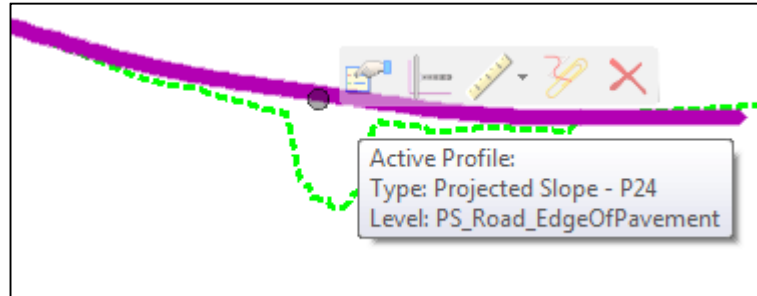 Active Profile:
Type: Projected Slope - P24
Level: PS_Road_EdgeOfPavement